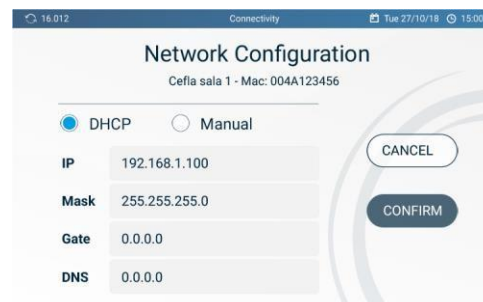 16.012 Connectivity Tue 27/10/18 15:00
Network Configuration
Cefla sala 1 - Mac: 004A123456
DHCP Manual
IP 192.168.1.100
Mask 255.255.255.0
Gate 0.0.0.0
DNS 0.0.0.0
CANCEL
CONFIRM